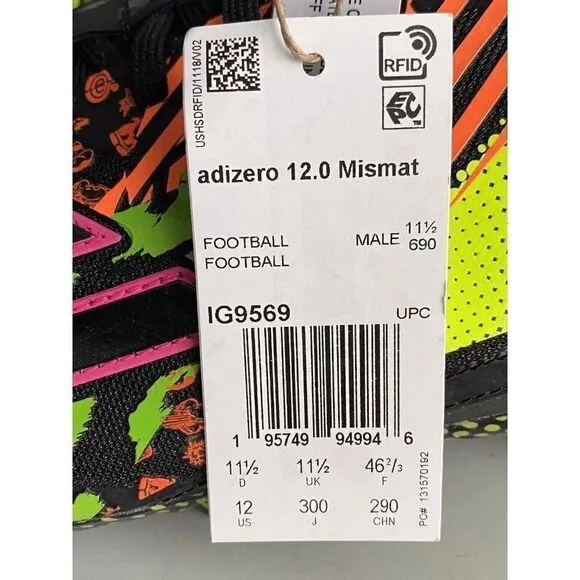 USHSDRFID/1118/V02
RFID
EPC
adizero 12.0 Mismat
FOOTBALL MALE 11½
FOOTBALL 690
IG9569 UPC
1 95749 94994 6
11½ 11½ 46²/₃
D UK F
12 300 290
US J CHN
PO# 131570192